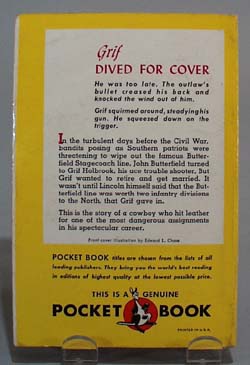 Grif
DIVED FOR COVER
He was too late. The outlaw's
bullet creased his back and
knocked the wind out of him.
Grif squirmed around, steadying his
gun. He squeezed down on the
trigger.
In the turbulent days before the Civil War,
bandits posing as Southern patriots were
threatening to wipe out the famous Butter-
field Stagecoach line. John Butterfield turned
to Grif Holbrook, his ace trouble shooter. But
Grif wanted to retire and get married. It
wasn't until Lincoln himself said that the But-
terfield line was worth two infantry divisions
to the North, that Grif gave in.
This is the story of a cowboy who hit leather
for one of the most dangerous assignments
in his spectacular career.
Front cover illustration by Edward L. Chase
POCKET BOOK titles are chosen from the lists of all
leading publishers. They bring you the world's best reading
in editions of highest quality at the lowest possible price.
THIS IS A GENUINE
POCKET BOOK
PRINTED IN U.S.A.